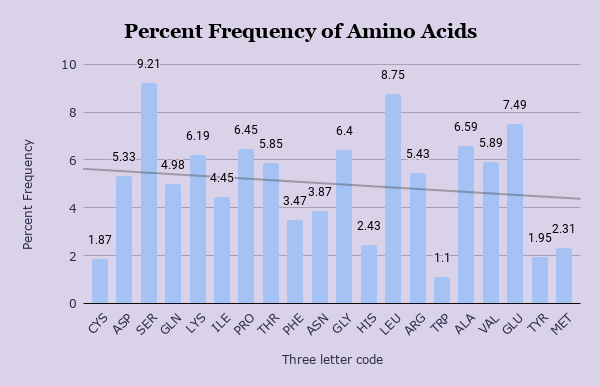 Percent Frequency of Amino Acids
Percent Frequency
10
8
6
4
2
0
1.87
5.33
9.21
4.98
6.19
4.45
6.45
5.85
3.47
3.87
6.4
2.43
8.75
5.43
1.1
6.59
5.89
7.49
1.95
2.31
CYS
ASP
SER
GLN
LYS
ILE
PRO
THR
PHE
ASN
GLY
HIS
LEU
ARG
TRP
ALA
VAL
GLU
TYR
MET
Three letter code